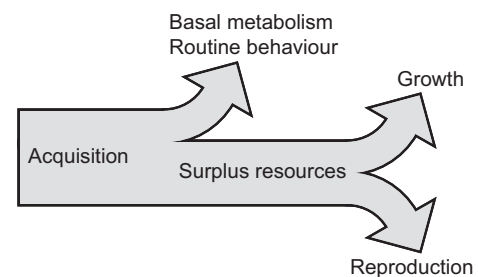 Basal metabolism
Routine behaviour
Growth
Acquisition
Surplus resources
Reproduction